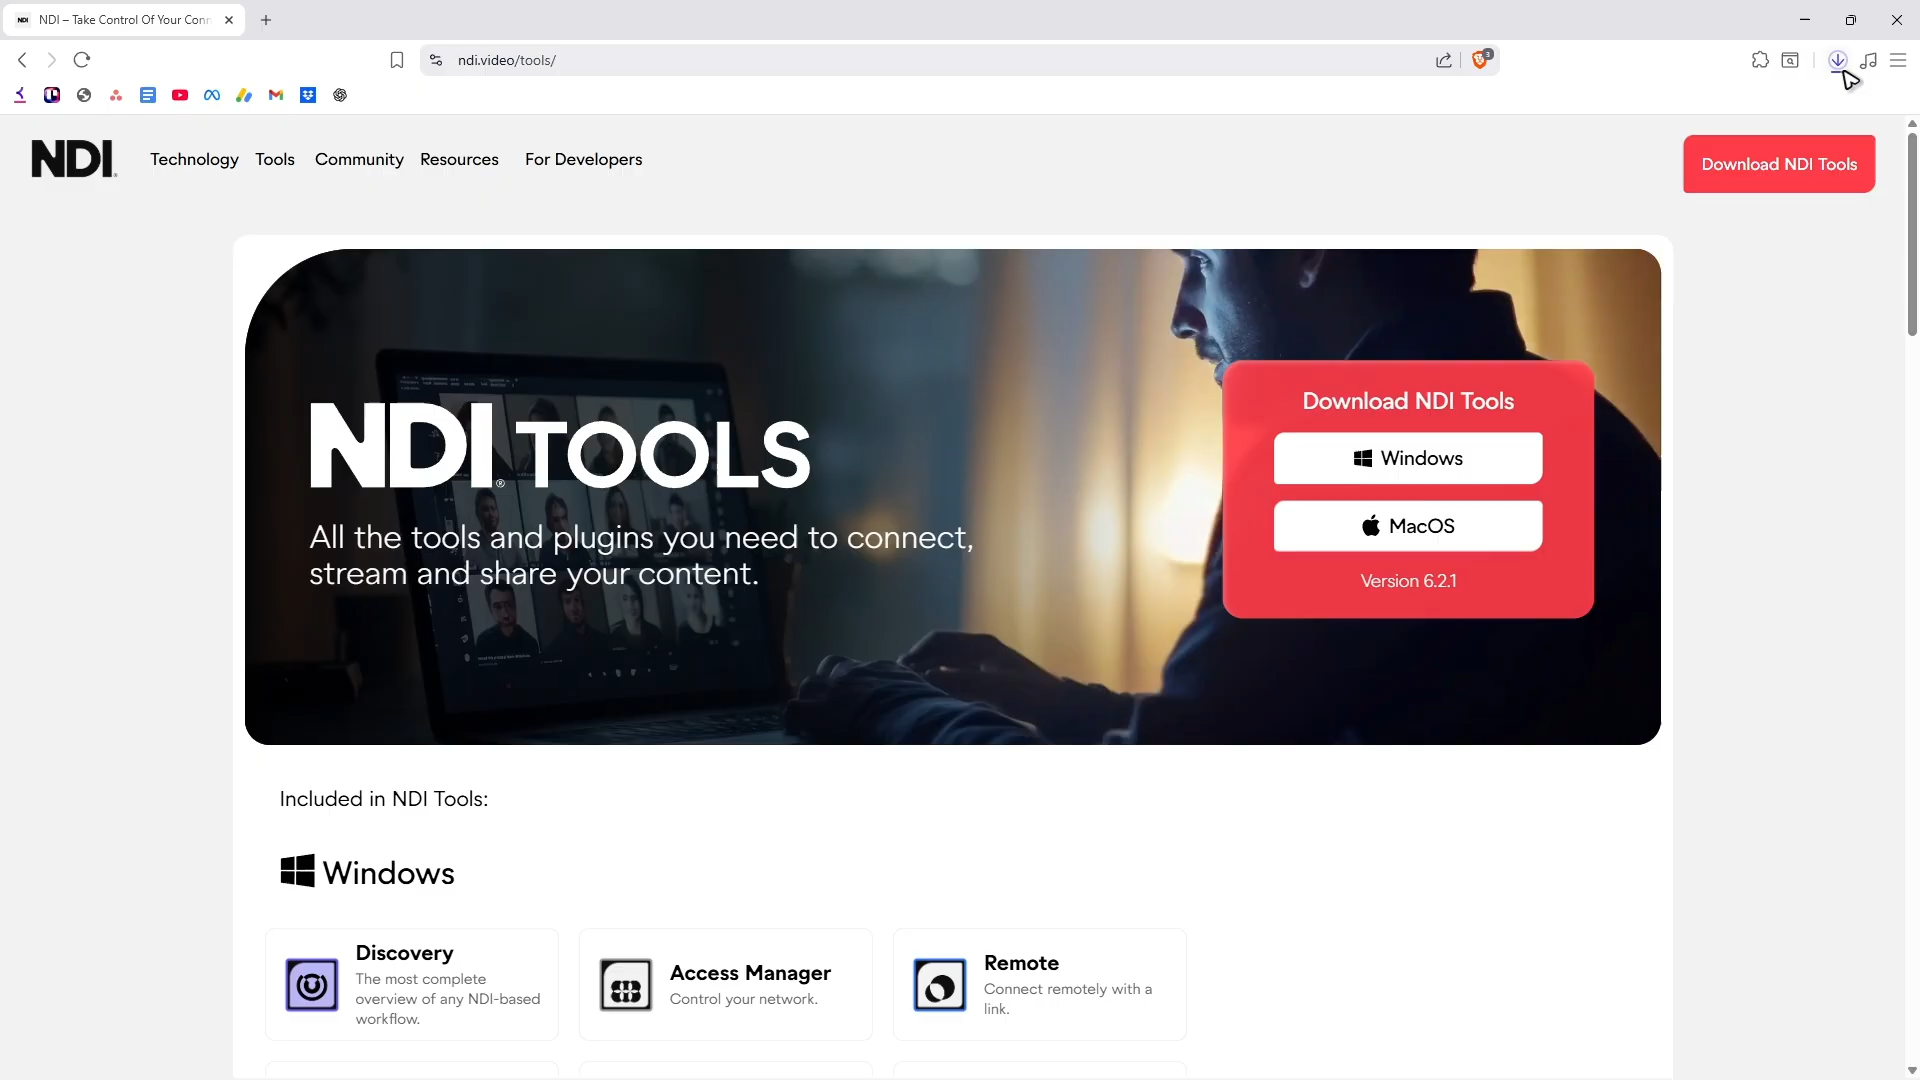 NDI – Take Control Of Your Conn
ndi.video/tools/
3
NDI
Technology
Tools
Community
Resources
For Developers
Download NDI Tools
NDI® TOOLS
All the tools and plugins you need to connect,
stream and share your content.
Download NDI Tools
Windows
MacOS
Version 6.2.1
Included in NDI Tools:
Windows
Discovery
The most complete
overview of any NDI-based
workflow.
Access Manager
Control your network.
Remote
Connect remotely with a
link.